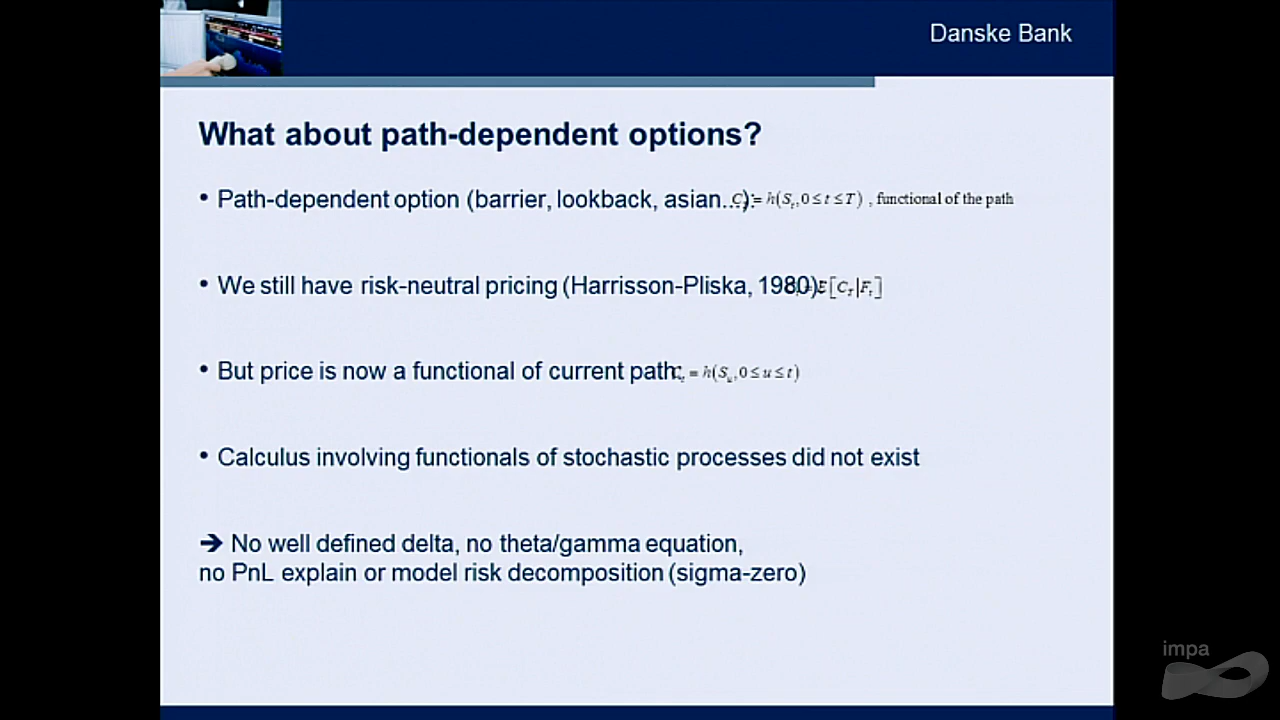 Danske Bank
What about path-dependent options?
• Path-dependent option (barrier, lookback, asian...): C_T = h(S_t, 0 ≤ t ≤ T), functional of the path
• We still have risk-neutral pricing (Harrisson-Pliska, 1980): = E[C_T|F_t]
• But price is now a functional of current path: C_t = h(S_u, 0 ≤ u ≤ t)
• Calculus involving functionals of stochastic processes did not exist
➔ No well defined delta, no theta/gamma equation,
no PnL explain or model risk decomposition (sigma-zero)
impa